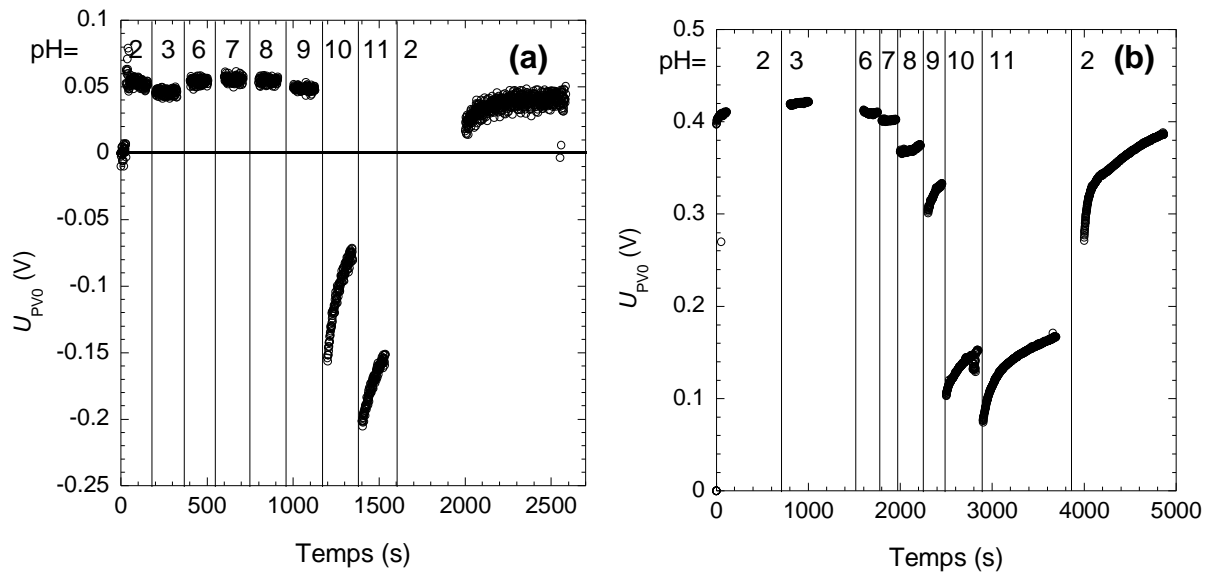 0.1
0.05
0
-0.05
-0.1
-0.15
-0.2
-0.25
pH= 2 3 6 7 8 9 10 11 2
(a)
U_PV0 (V)
0 500 1000 1500 2000 2500
Temps (s)
0.5
0.4
0.3
0.2
0.1
0
pH= 2 3 6 7 8 9 10 11 2
(b)
U_PV0 (V)
0 1000 2000 3000 4000 5000
Temps (s)